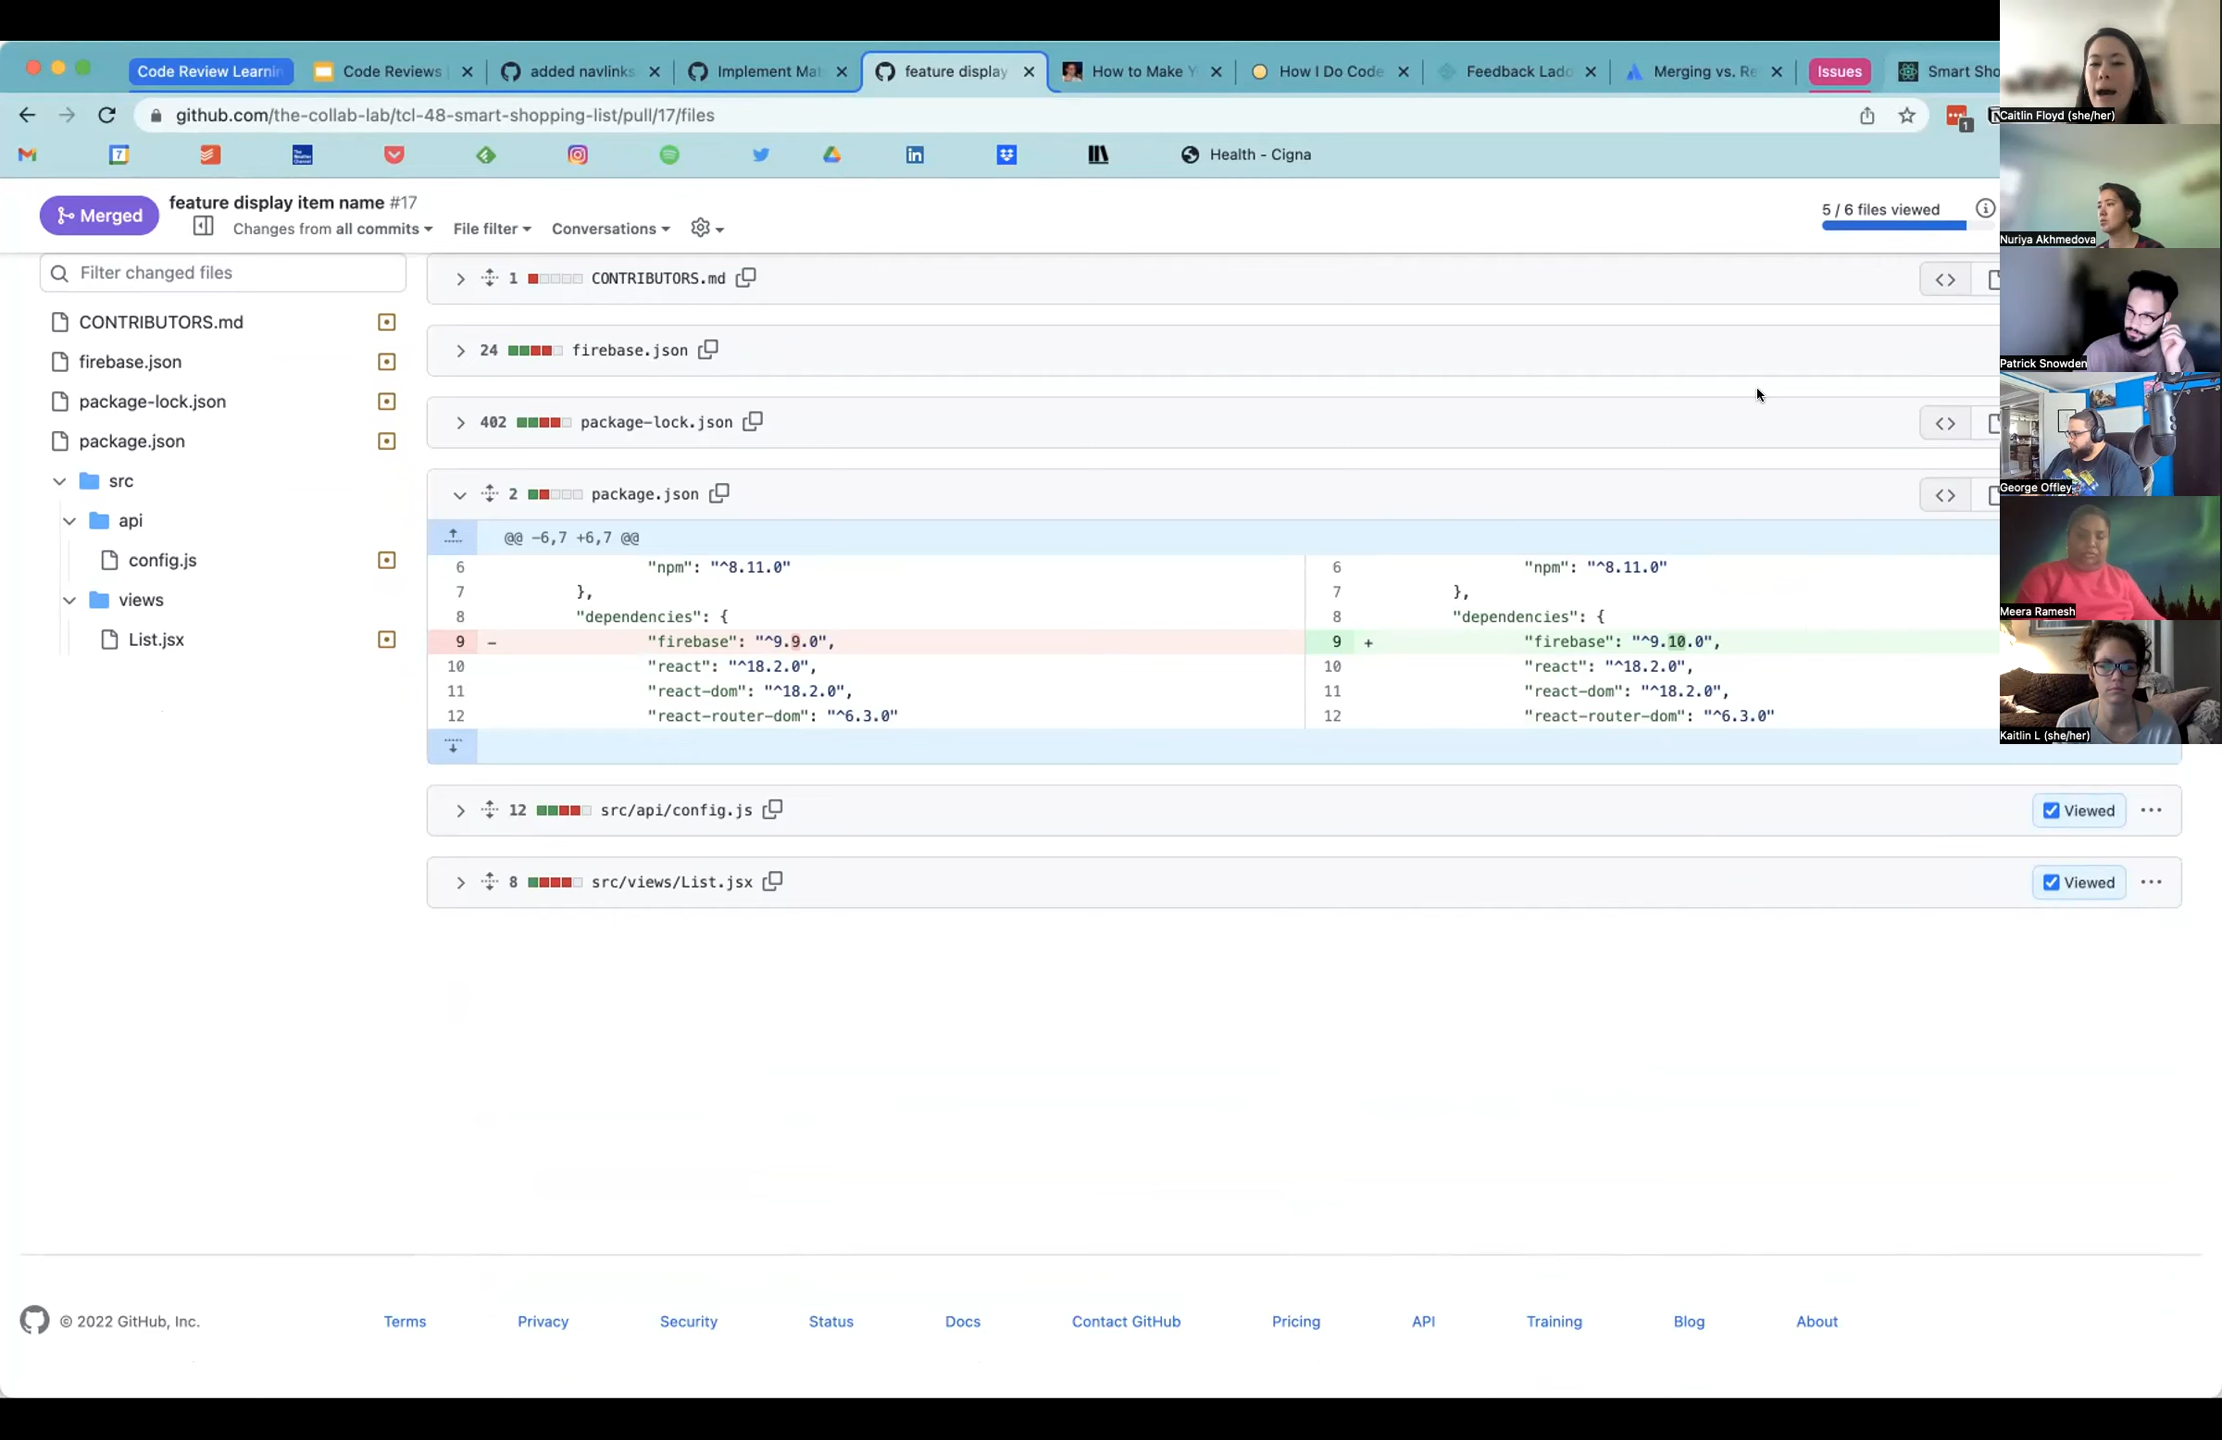 Code Review Learnin
Code Reviews
added navlinks
Implement Mat
feature display
How to Make Y
How I Do Code
Feedback Ladd
Merging vs. Re
Issues
Smart Sho
github.com/the-collab-lab/tcl-48-smart-shopping-list/pull/17/files
1
7
Health - Cigna
Merged
feature display item name #17
Changes from all commits
File filter
Conversations
5 / 6 files viewed
Filter changed files
CONTRIBUTORS.md
firebase.json
package-lock.json
package.json
src
api
config.js
views
List.jsx
1 CONTRIBUTORS.md
24 firebase.json
402 package-lock.json
2 package.json
@@ -6,7 +6,7 @@
6 "npm": "^8.11.0"
7 },
8 "dependencies": {
9 - "firebase": "^9.9.0",
10 "react": "^18.2.0",
11 "react-dom": "^18.2.0",
12 "react-router-dom": "^6.3.0"
6 "npm": "^8.11.0"
7 },
8 "dependencies": {
9 + "firebase": "^9.10.0",
10 "react": "^18.2.0",
11 "react-dom": "^18.2.0",
12 "react-router-dom": "^6.3.0"
12 src/api/config.js
Viewed
8 src/views/List.jsx
Viewed
© 2022 GitHub, Inc.
Terms
Privacy
Security
Status
Docs
Contact GitHub
Pricing
API
Training
Blog
About
Caitlin Floyd (she/her)
Nuriya Akhmedova
Patrick Snowden
George Offley
Meera Ramesh
Kaitlin L (she/her)